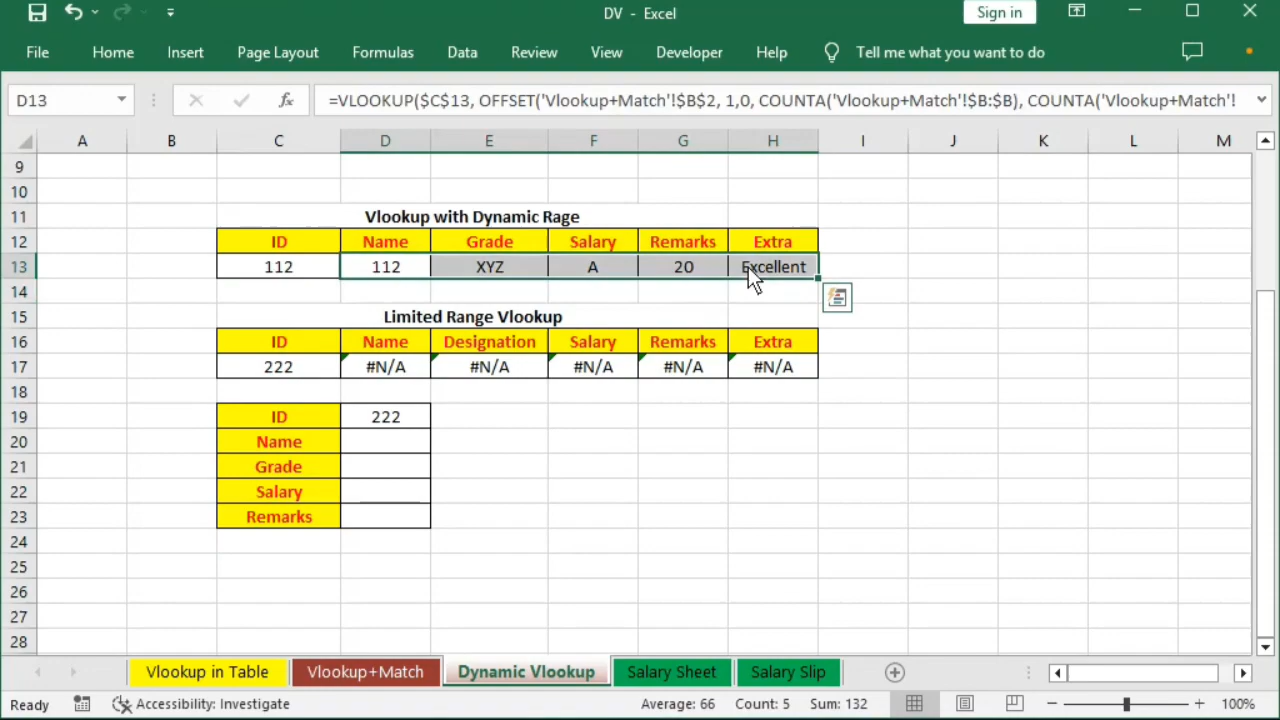 DV - Excel
Sign in
File Home Insert Page Layout Formulas Data Review View Developer Help Tell me what you want to do
D13 fx =VLOOKUP($C$13, OFFSET('Vlookup+Match'!$B$2, 1,0, COUNTA('Vlookup+Match'!$B:$B), COUNTA('Vlookup+Match'!
A B C D E F G H I J K L M
9
10
11 Vlookup with Dynamic Rage
12 ID Name Grade Salary Remarks Extra
13 112 112 XYZ A 20 Excellent
14
15 Limited Range Vlookup
16 ID Name Designation Salary Remarks Extra
17 222 #N/A #N/A #N/A #N/A #N/A
18
19 ID 222
20 Name
21 Grade
22 Salary
23 Remarks
24
25
26
27
28
Vlookup in Table Vlookup+Match Dynamic Vlookup Salary Sheet Salary Slip
Ready Accessibility: Investigate Average: 66 Count: 5 Sum: 132 100%